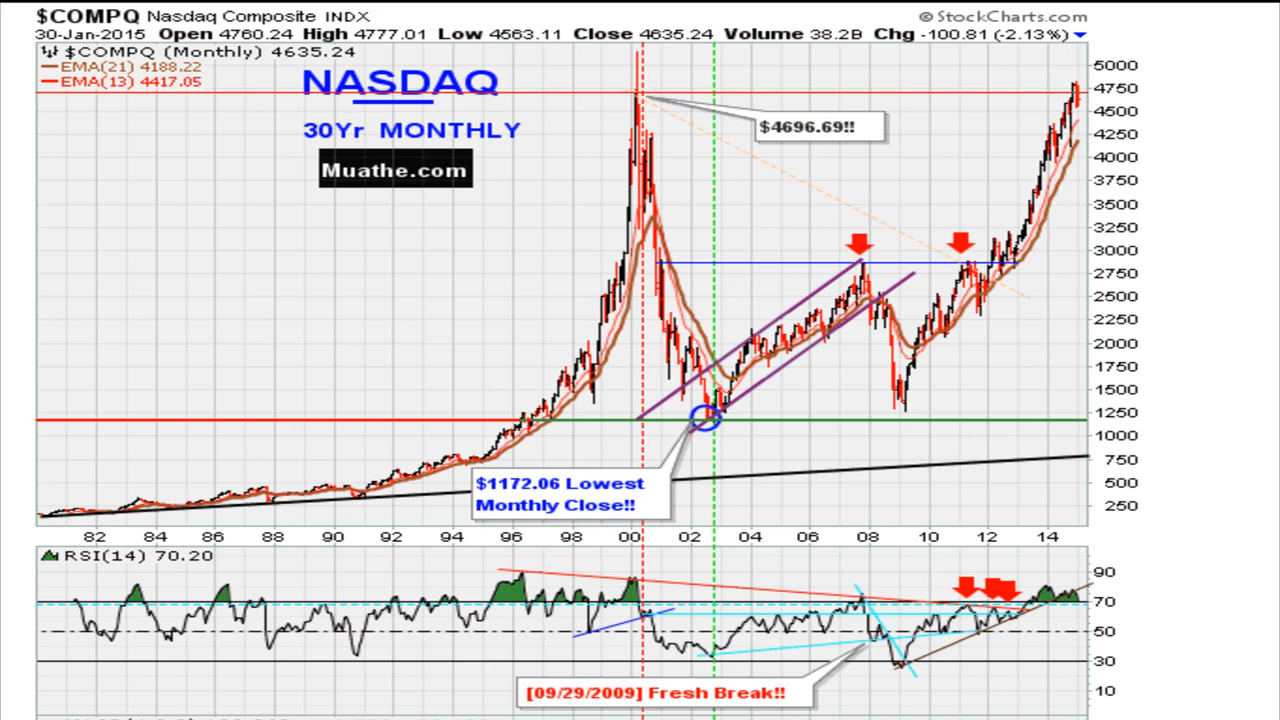 $COMPQ Nasdaq Composite INDX © StockCharts.com
30-Jan-2015 Open 4760.24 High 4777.01 Low 4563.11 Close 4635.24 Volume 38.2B Chg -100.81 (-2.13%)
$COMPQ (Monthly) 4635.24
EMA(21) 4188.22
EMA(13) 4417.05
NASDAQ
30Yr MONTHLY
Muathe.com
$4696.69!!
5000
4750
4500
4250
4000
3750
3500
3250
3000
2750
2500
2250
2000
1750
1500
1250
1000
750
500
250
$1172.06 Lowest
Monthly Close!!
82 84 86 88 90 92 94 96 98 00 02 04 06 08 10 12 14
RSI(14) 70.20
90
70
50
30
10
[09/29/2009] Fresh Break!!